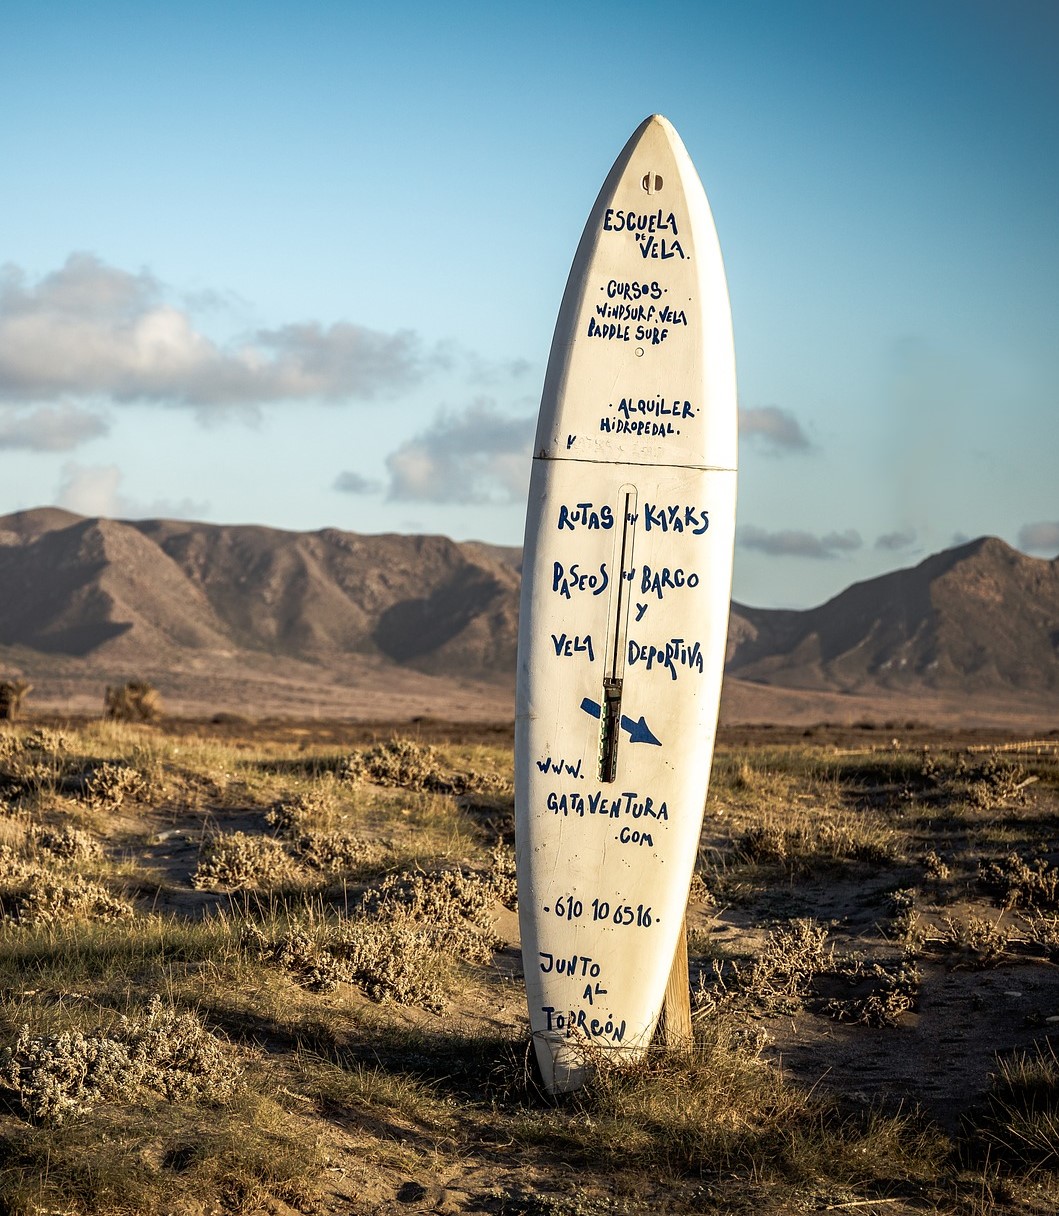 ESCUELA
DE
VELA.
· CURSOS ·
WINDSURF. VELA
PADDLE SURF
· ALQUILER ·
HIDROPEDAL.
Y
RUTAS EN KAYAKS
PASEOS EN BARCO
Y
VELA DEPORTIVA
WWW.
GATAVENTURA
.COM
· 610 10 6516 ·
JUNTO
AL
TORREÓN